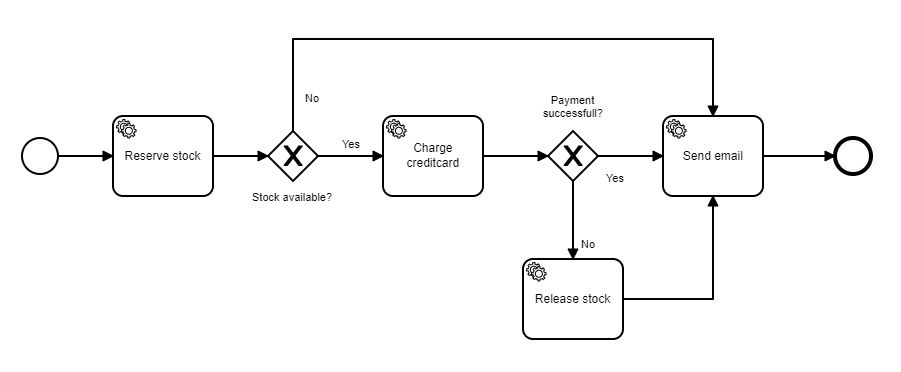 No
Payment
successfull?
Reserve stock
Yes
Charge
creditcard
Send email
Yes
Stock available?
No
Release stock